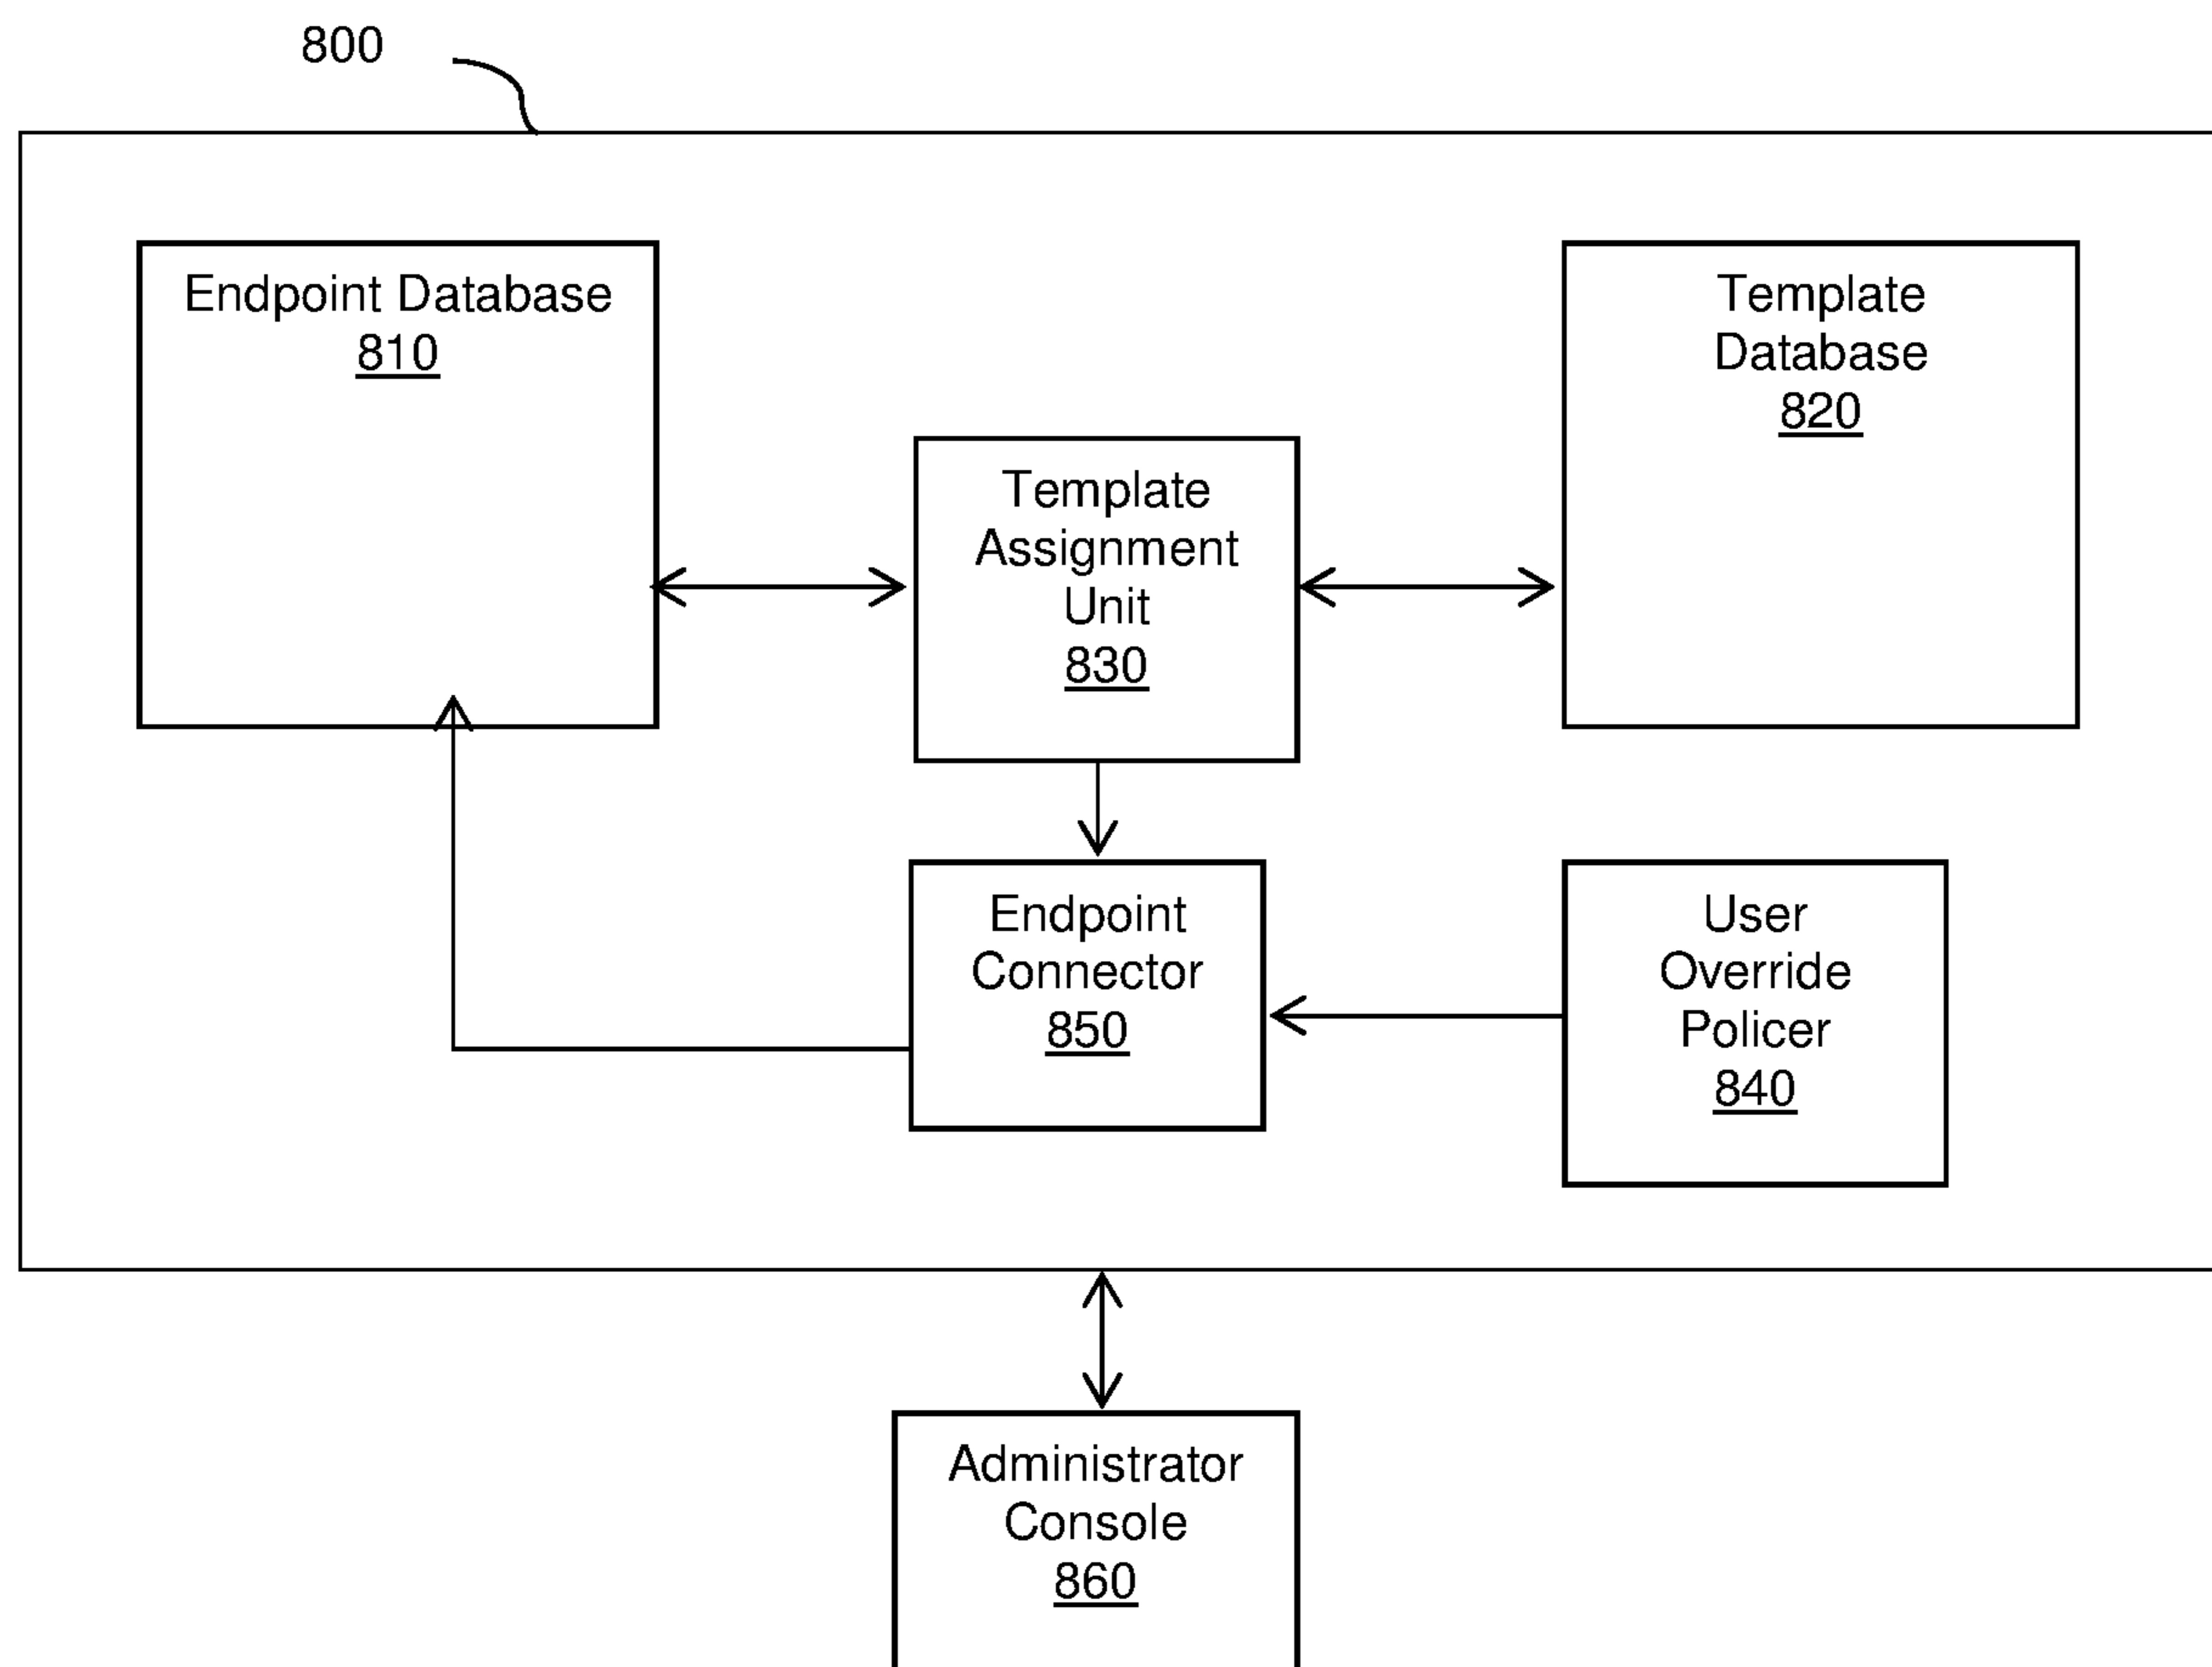 800
Endpoint Database
810
Template
Database
820
Template
Assignment
Unit
830
Endpoint
Connector
850
User
Override
Policer
840
Administrator
Console
860